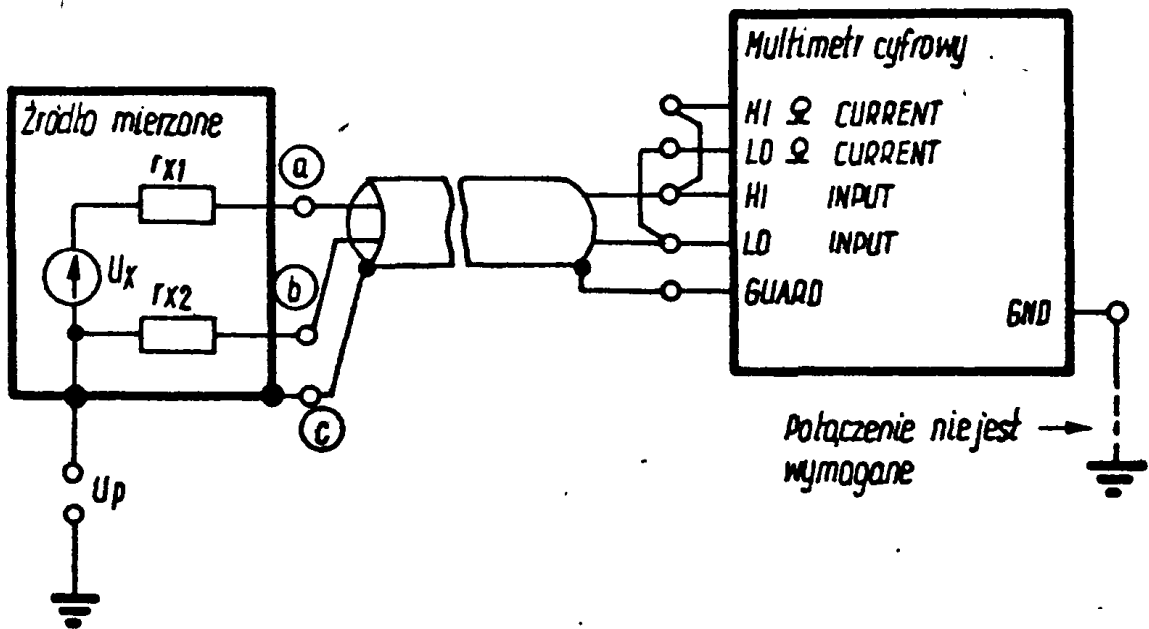 Multimetr cyfrowy
Źródło mierzone
HI Ω CURRENT
LO Ω CURRENT
HI INPUT
LO INPUT
GUARD
GND
rx1
a
Ux
rx2
b
c
Up
Połączenie nie jest
wymagane